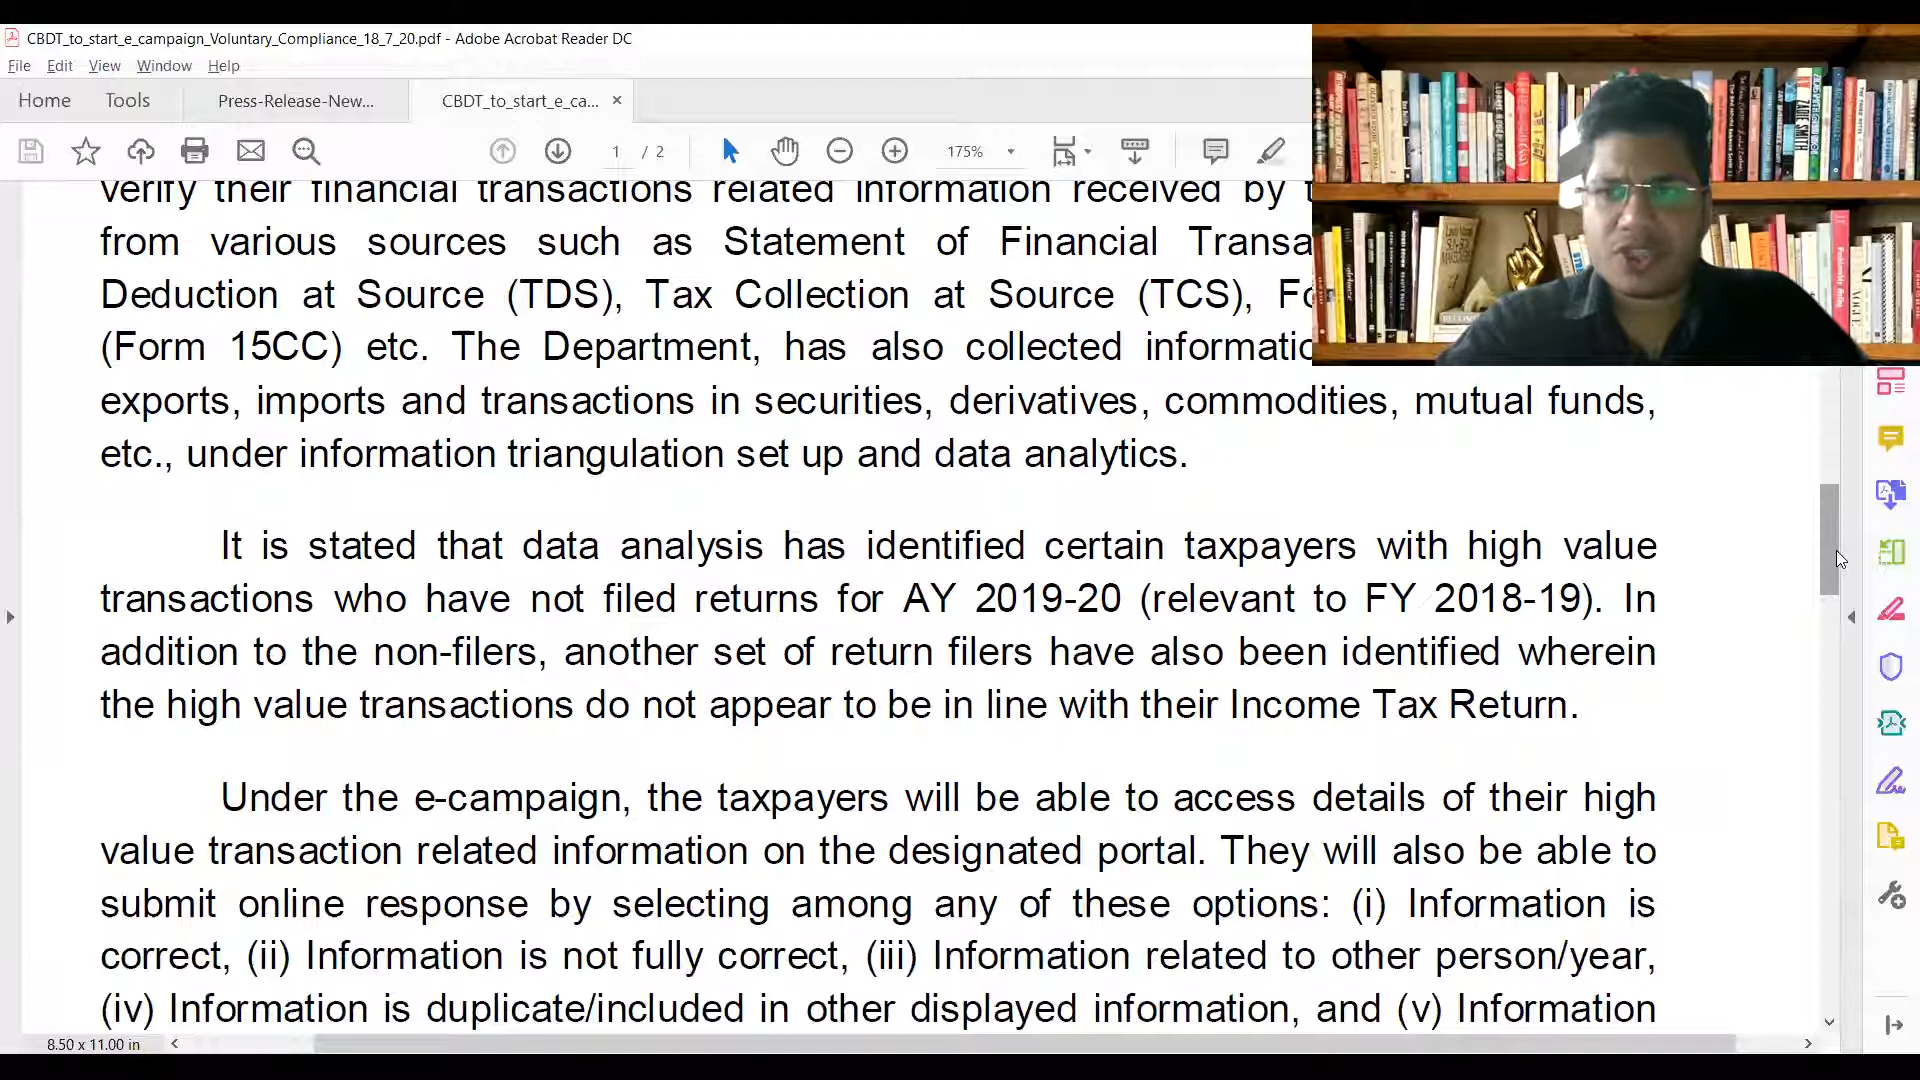 CBDT_to_start_e_campaign_Voluntary_Compliance_18_7_20.pdf - Adobe Acrobat Reader DC
File Edit View Window Help
Home Tools Press-Release-New... CBDT_to_start_e_ca... ×
1 / 2 175%
verify their financial transactions related information received by
from various sources such as Statement of Financial
Deduction at Source (TDS), Tax Collection at Source (TCS),
(Form 15CC) etc. The Department, has also collected
exports, imports and transactions in securities, derivatives, commodities, mutual funds,
etc., under information triangulation set up and data analytics.
It is stated that data analysis has identified certain taxpayers with high value
transactions who have not filed returns for AY 2019-20 (relevant to FY 2018-19). In
addition to the non-filers, another set of return filers have also been identified wherein
the high value transactions do not appear to be in line with their Income Tax Return.
Under the e-campaign, the taxpayers will be able to access details of their high
value transaction related information on the designated portal. They will also be able to
submit online response by selecting among any of these options: (i) Information is
correct, (ii) Information is not fully correct, (iii) Information related to other person/year,
(iv) Information is duplicate/included in other displayed information, and (v) Information
8.50 x 11.00 in
ZADIE SMITH
VOGUE